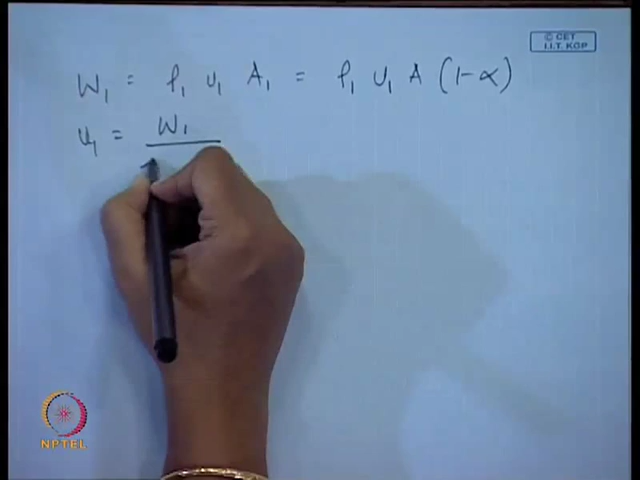 © CET
I.I.T. KGP
W₁ = ρ₁ u₁ A₁ = ρ₁ u₁ A (1-α)
u₁ = W₁
NPTEL